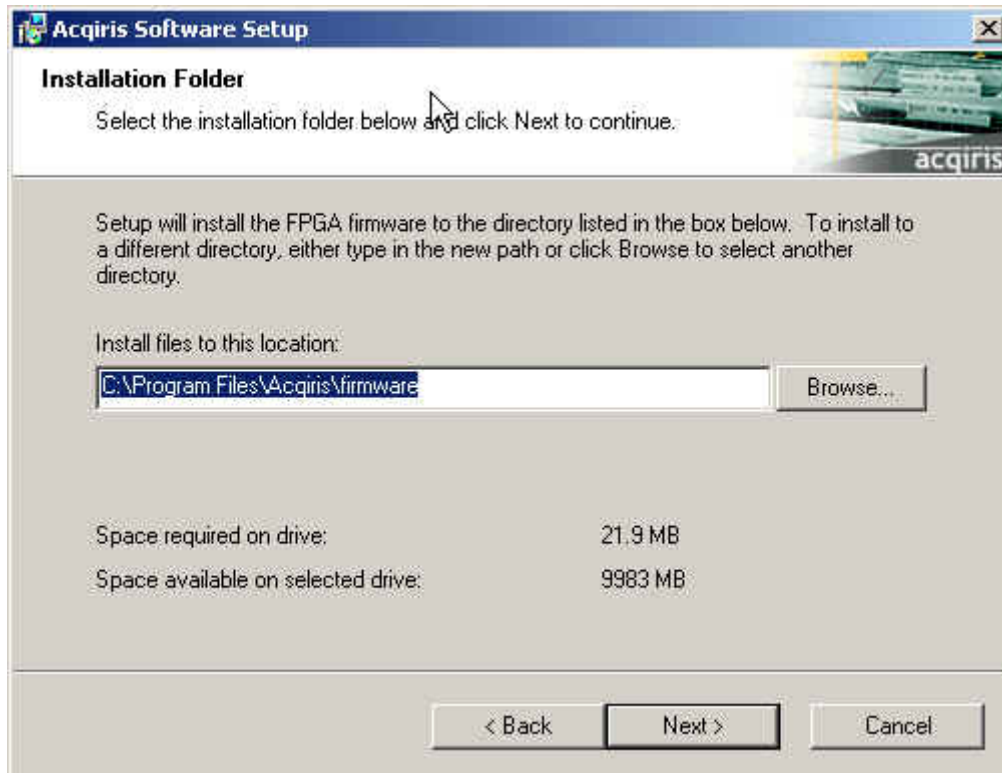 Acqiris Software Setup
Installation Folder
Select the installation folder below and click Next to continue.
acqiris
Setup will install the FPGA firmware to the directory listed in the box below. To install to
a different directory, either type in the new path or click Browse to select another
directory.
Install files to this location:
C:\Program Files\Acqiris\firmware
Browse...
Space required on drive: 21.9 MB
Space available on selected drive: 9983 MB
< Back Next > Cancel